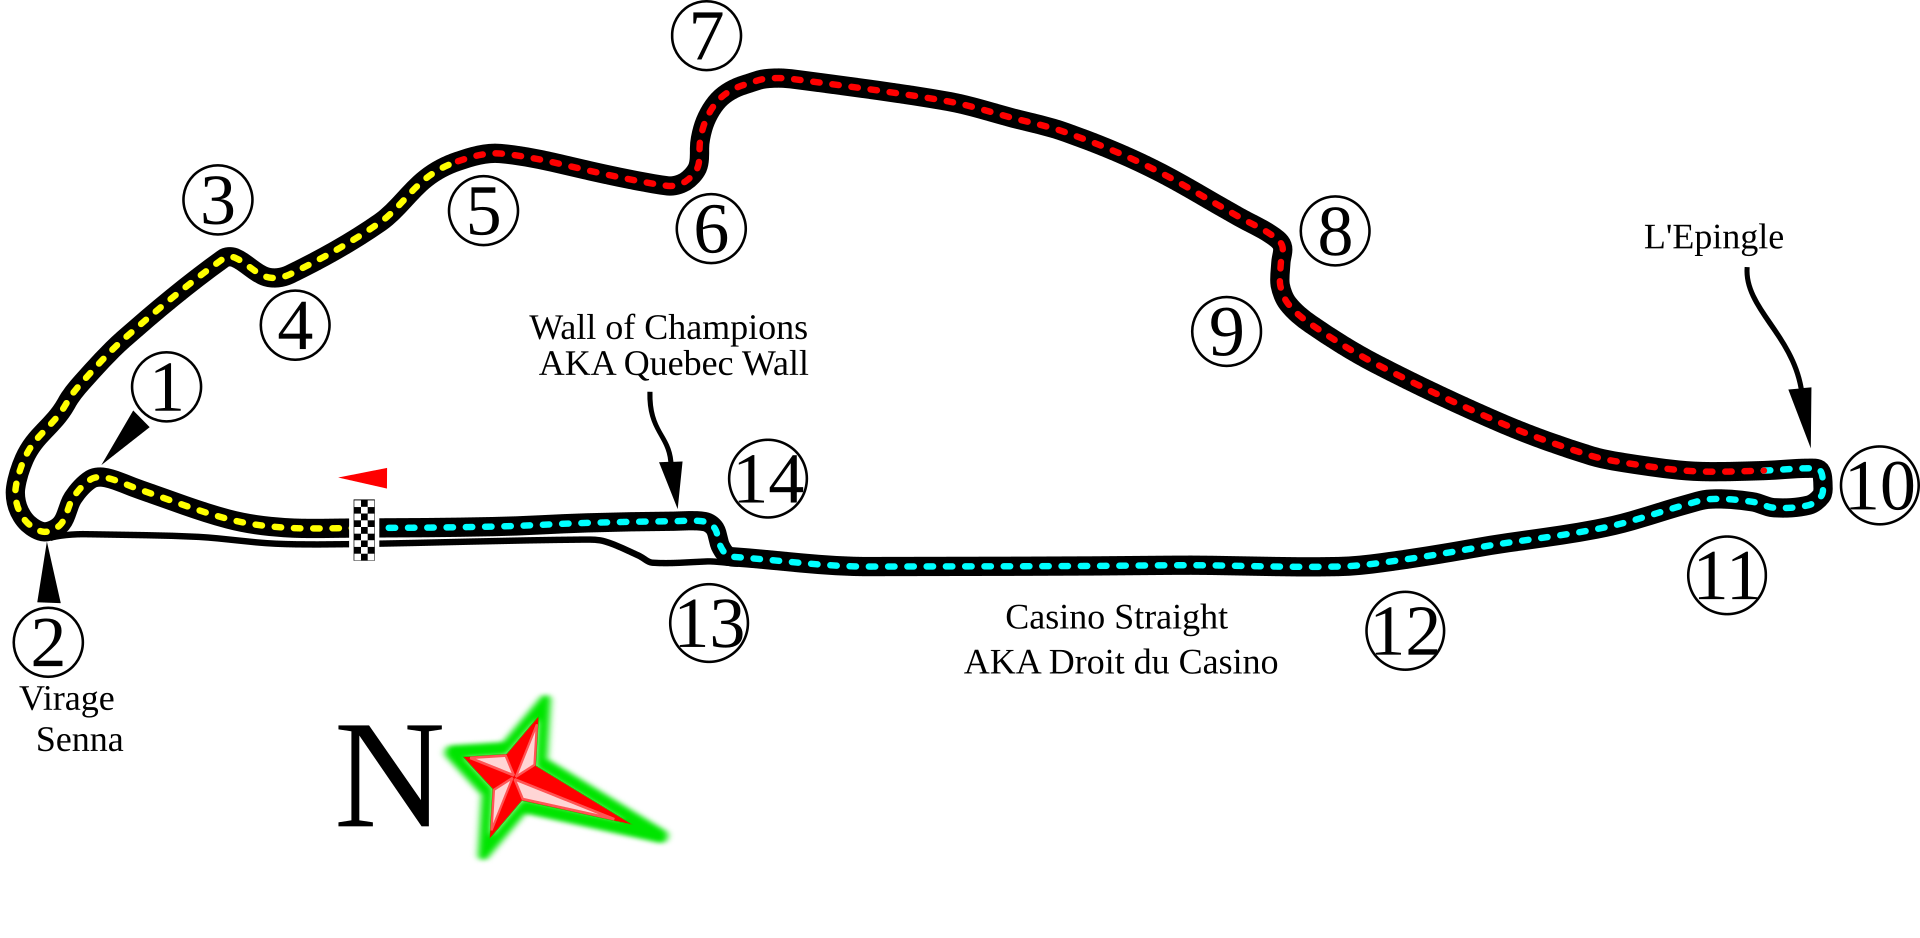 7
3
5
6
8
L'Epingle
4
9
Wall of Champions
AKA Quebec Wall
1
14
10
11
13
12
2
Casino Straight
AKA Droit du Casino
Virage
Senna
N